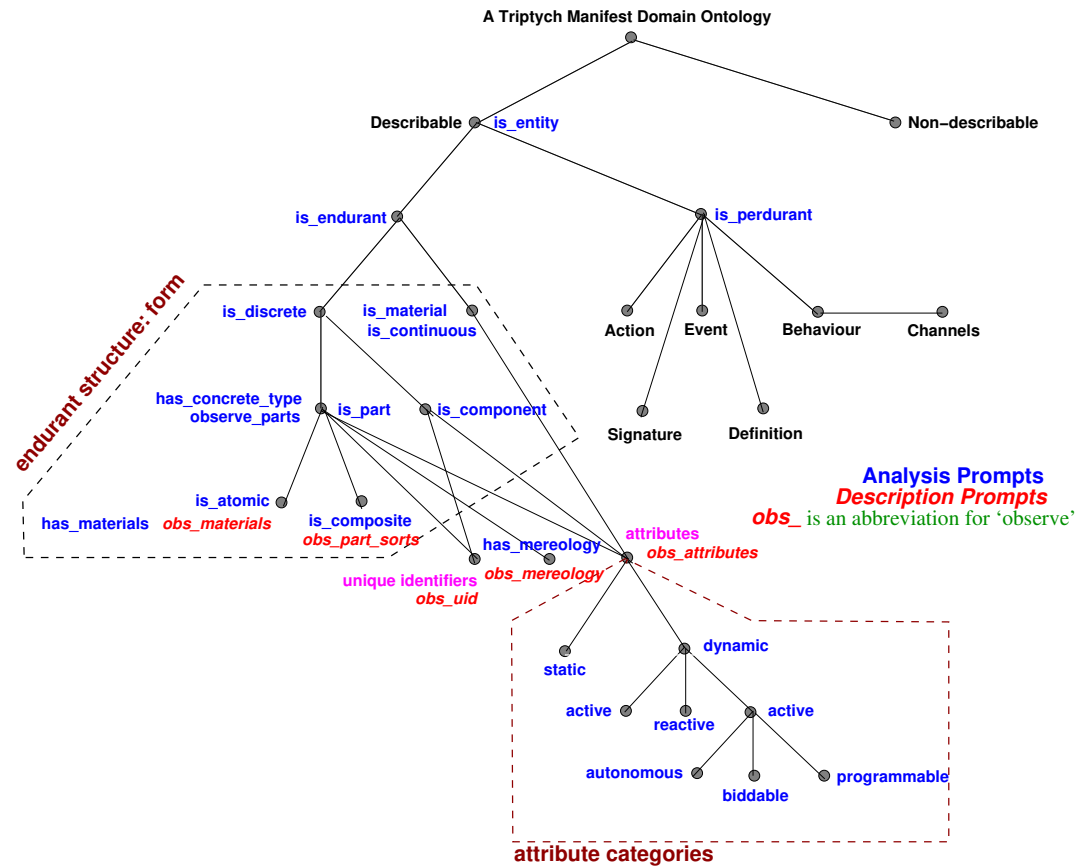 A Triptych Manifest Domain Ontology
Describable
is_entity
Non–describable
is_endurant
is_perdurant
endurant structure: form
is_discrete
is_material
is_continuous
Action
Event
Behaviour
Channels
has_concrete_type
observe_parts
is_part
is_component
Signature
Definition
is_atomic
has_materials
obs_materials
is_composite
obs_part_sorts
Analysis Prompts
Description Prompts
obs_ is an abbreviation for ‘observe’
has_mereology
obs_mereology
attributes
obs_attributes
unique identifiers
obs_uid
static
dynamic
active
reactive
active
autonomous
biddable
programmable
attribute categories